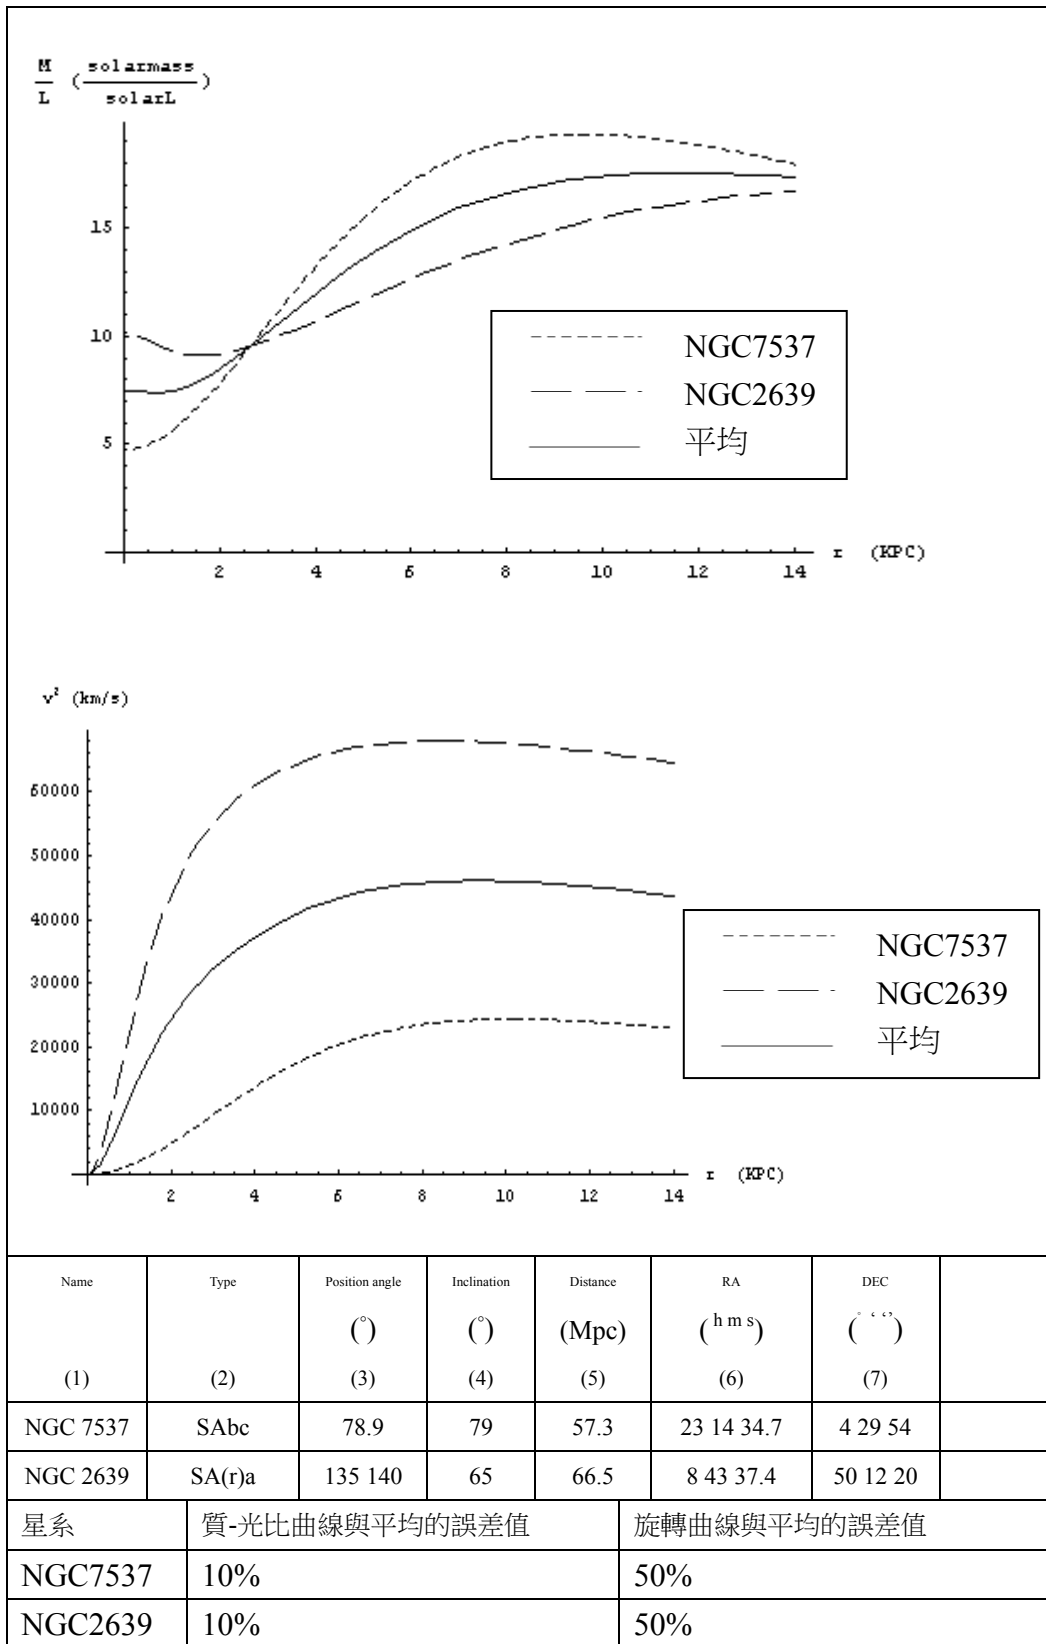 M/L (solarmass/solarL)
15
10
5
2 4 6 8 10 12 14
r (KPC)
NGC7537
NGC2639
平均
v² (km/s)
60000
50000
40000
30000
20000
10000
2 4 6 8 10 12 14
r (KPC)
NGC7537
NGC2639
平均
Name Type Position angle Inclination Distance RA DEC
(°) (°) (Mpc) (h m s) (° ‘ ‘’)
(1) (2) (3) (4) (5) (6) (7)
NGC 7537 SAbc 78.9 79 57.3 23 14 34.7 4 29 54
NGC 2639 SA(r)a 135 140 65 66.5 8 43 37.4 50 12 20
星系 質-光比曲線與平均的誤差值 旋轉曲線與平均的誤差值
NGC7537 10% 50%
NGC2639 10% 50%